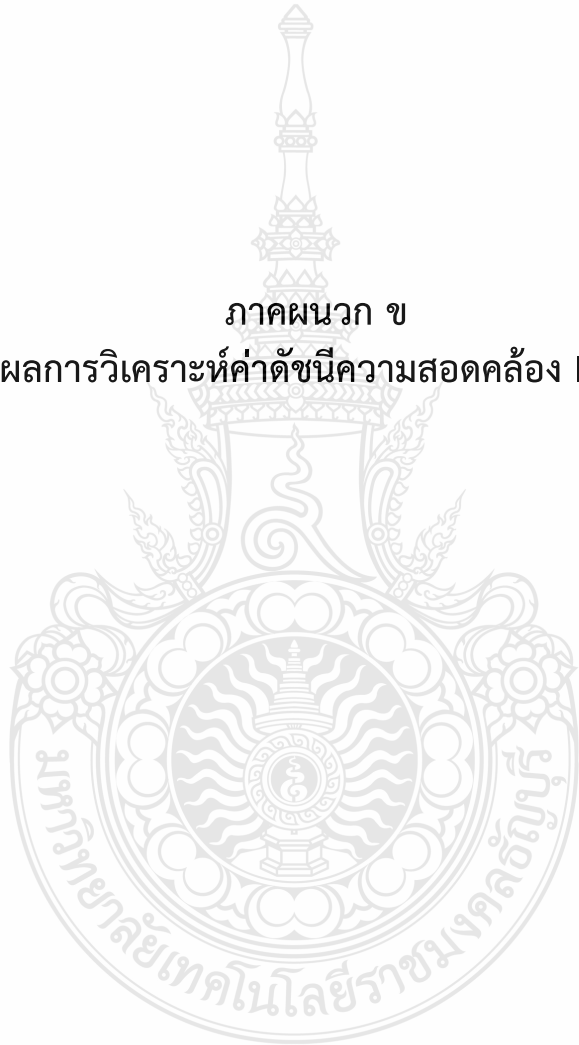 ภาคผนวก ข
ผลการวิเคราะห์ค่าดัชนีความสอดคล้อง
มหาวิทยาลัยเทคโนโลยีราชมงคลธัญบุรี